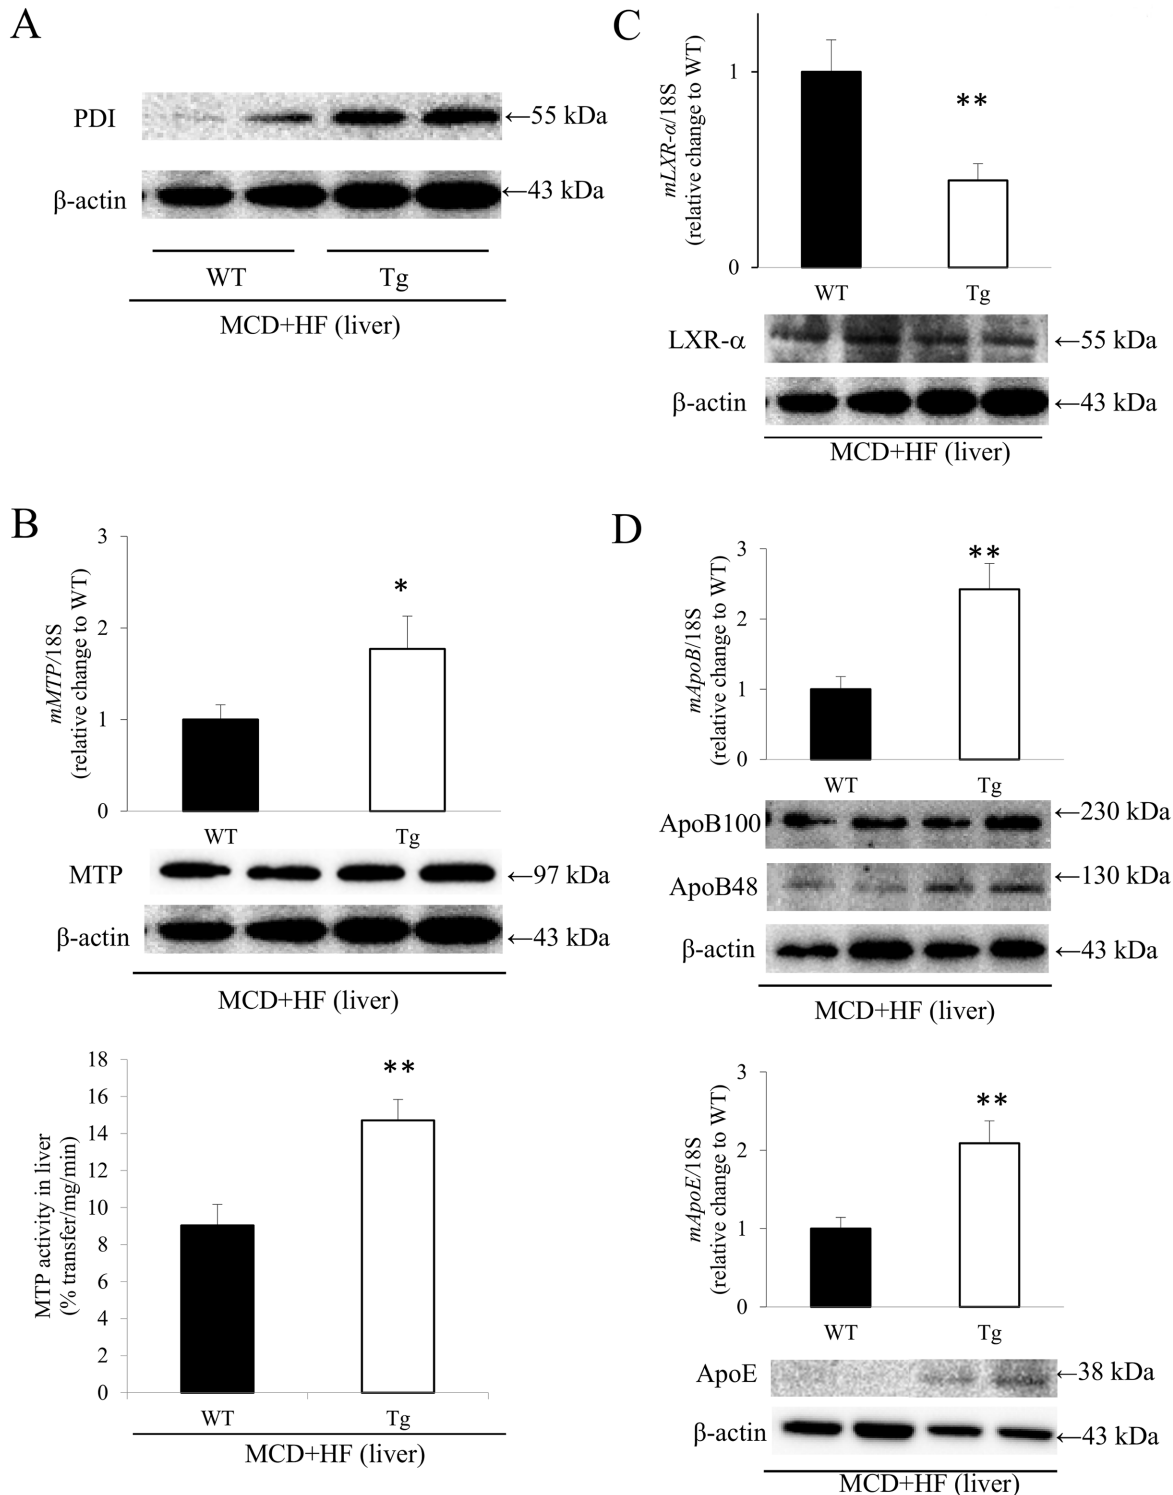 A
PDI
←55 kDa
β-actin
←43 kDa
WT
Tg
MCD+HF (liver)
B
mMTP/18S
(relative change to WT)
3
2
1
0
*
WT
Tg
MTP
←97 kDa
β-actin
←43 kDa
MCD+HF (liver)
MTP activity in liver
(% transfer/mg/min)
18
16
14
12
10
8
6
4
2
0
**
WT
Tg
MCD+HF (liver)
C
mLXR-α/18S
(relative change to WT)
1
0
**
WT
Tg
LXR-α
←55 kDa
β-actin
←43 kDa
MCD+HF (liver)
D
mApoB/18S
(relative change to WT)
3
2
1
0
**
WT
Tg
ApoB100
←230 kDa
ApoB48
←130 kDa
β-actin
←43 kDa
MCD+HF (liver)
mApoE/18S
(relative change to WT)
3
2
1
0
**
WT
Tg
ApoE
←38 kDa
β-actin
←43 kDa
MCD+HF (liver)